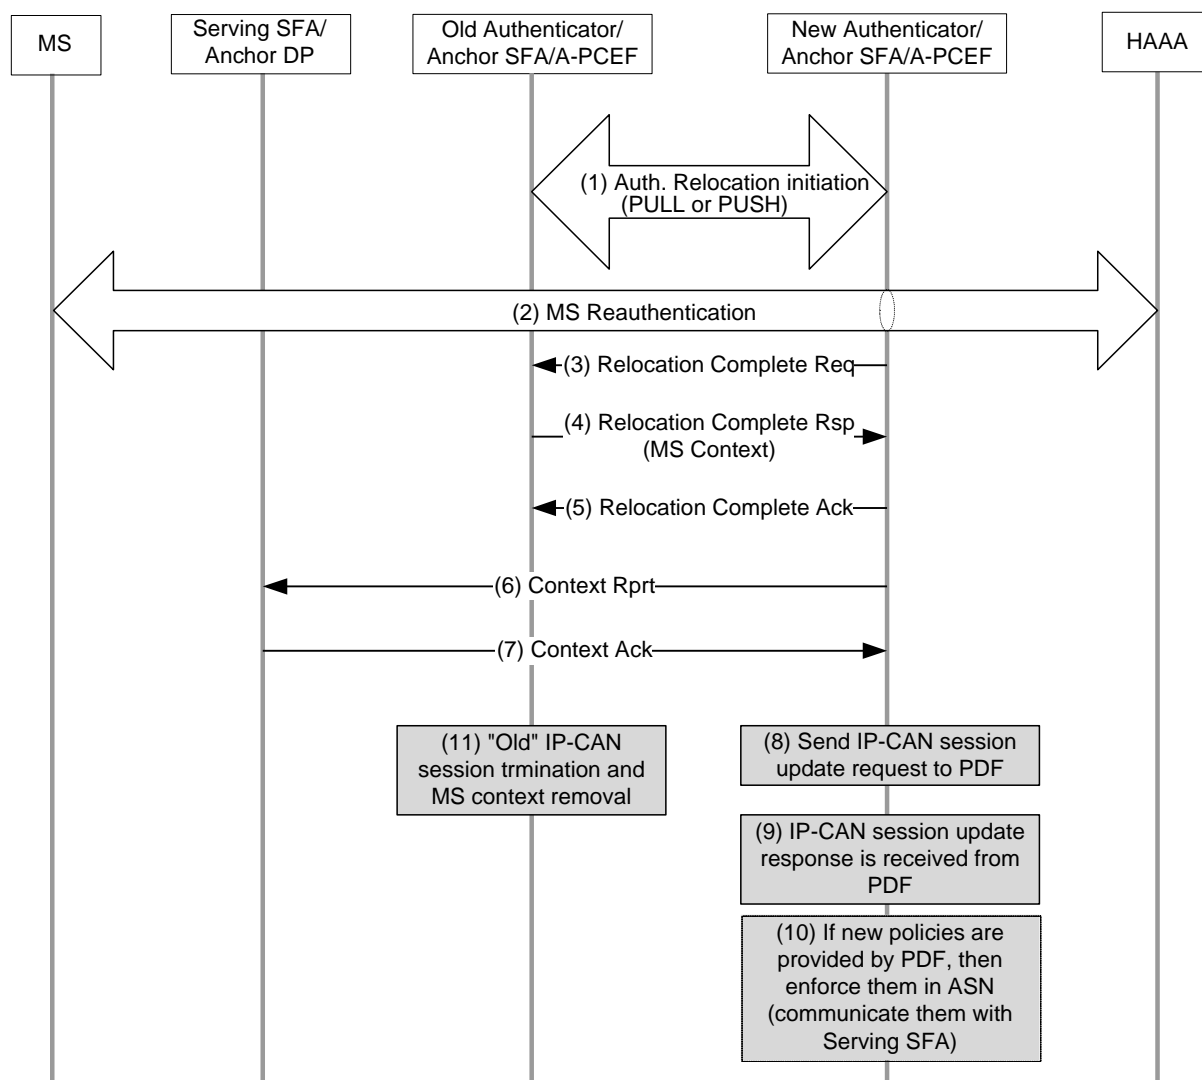 MS
Serving SFA/
Anchor DP
Old Authenticator/
Anchor SFA/A-PCEF
New Authenticator/
Anchor SFA/A-PCEF
HAAA
(1) Auth. Relocation initiation
(PULL or PUSH)
(2) MS Reauthentication
(3) Relocation Complete Req
(4) Relocation Complete Rsp
(MS Context)
(5) Relocation Complete Ack
(6) Context Rprt
(7) Context Ack
(11) "Old" IP-CAN
session trmination and
MS context removal
(8) Send IP-CAN session
update request to PDF
(9) IP-CAN session update
response is received from
PDF
(10) If new policies are
provided by PDF, then
enforce them in ASN
(communicate them with
Serving SFA)